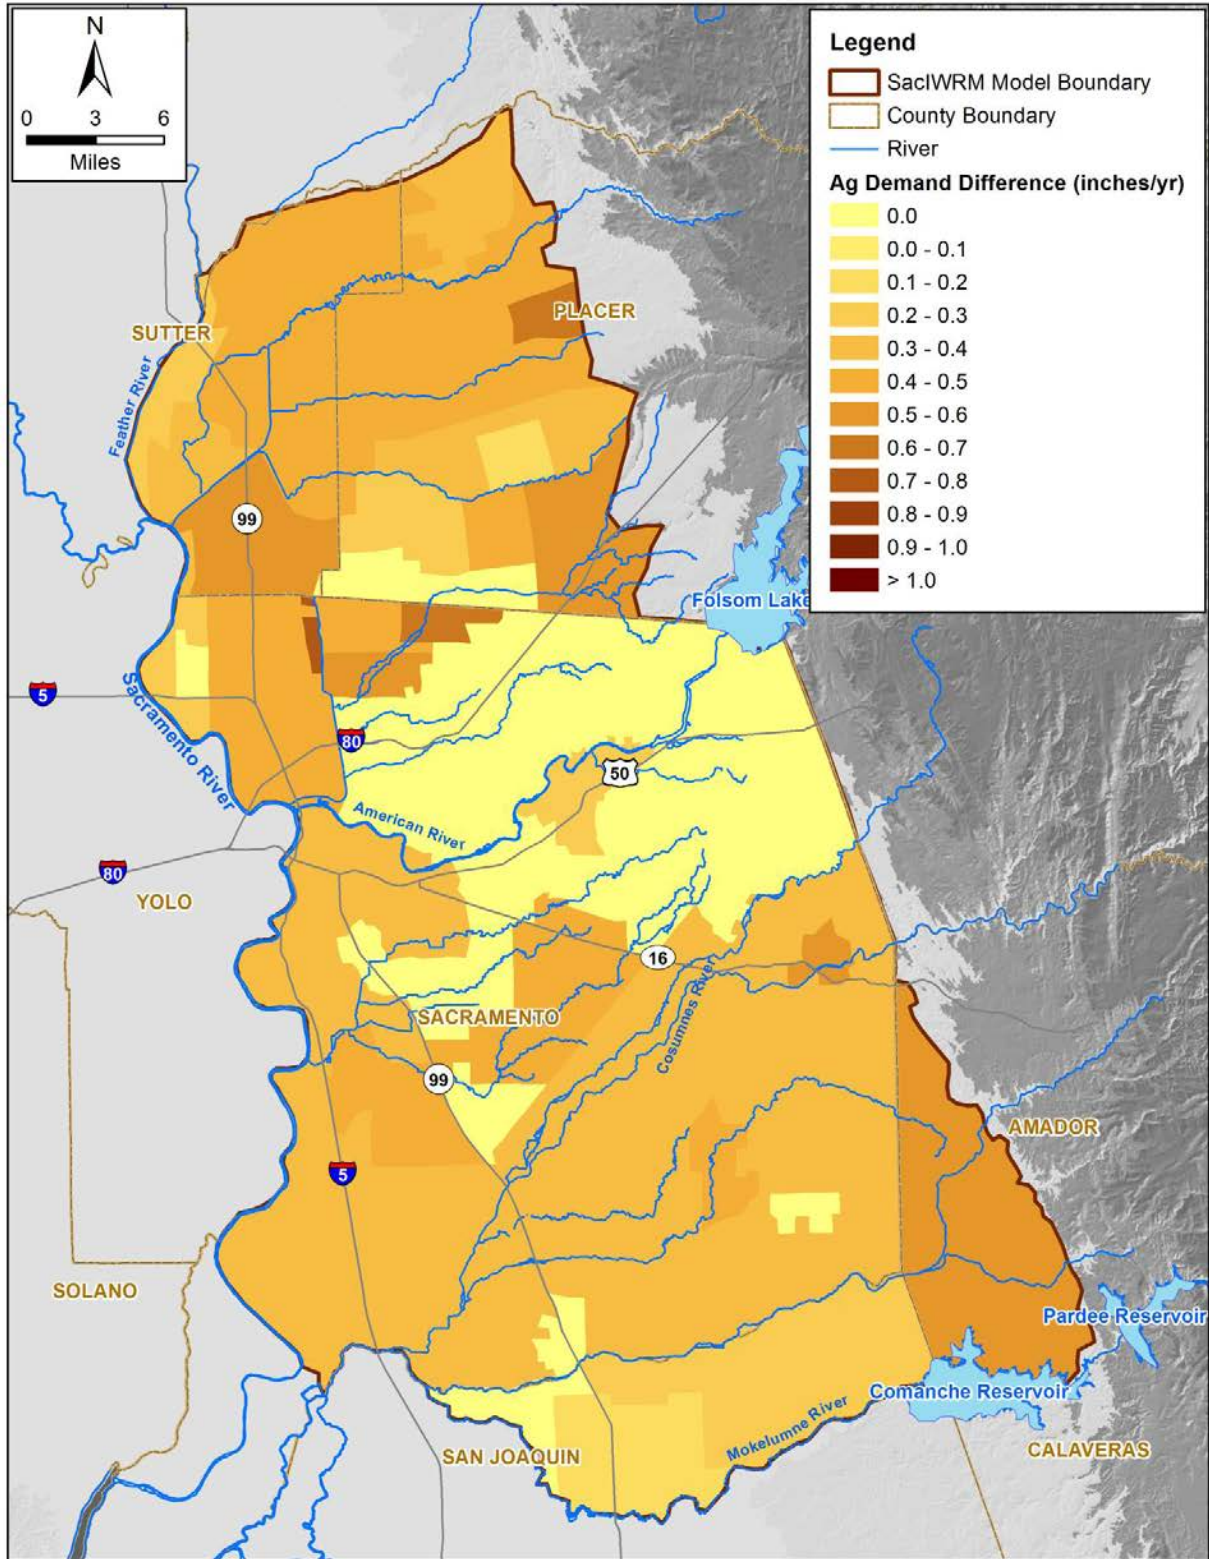 N
0 3 6
Miles
Legend
SacIWRM Model Boundary
County Boundary
River
Ag Demand Difference (inches/yr)
0.0
0.0 - 0.1
0.1 - 0.2
0.2 - 0.3
0.3 - 0.4
0.4 - 0.5
0.5 - 0.6
0.6 - 0.7
0.7 - 0.8
0.8 - 0.9
0.9 - 1.0
> 1.0
PLACER
SUTTER
Feather River
99
Folsom Lake
5
Sacramento River
80
50
American River
80
YOLO
16
SACRAMENTO
Cosumnes River
99
AMADOR
5
SOLANO
Pardee Reservoir
Comanche Reservoir
Mokelumne River
SAN JOAQUIN
CALAVERAS